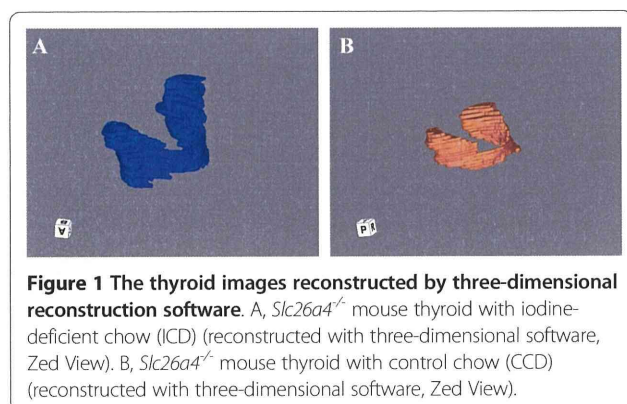 A
B
A
P R
Figure 1 The thyroid images reconstructed by three-dimensional
reconstruction software. A, Slc26a4-/- mouse thyroid with iodine-
deficient chow (ICD) (reconstructed with three-dimensional software,
Zed View). B, Slc26a4-/- mouse thyroid with control chow (CCD)
(reconstructed with three-dimensional software, Zed View).